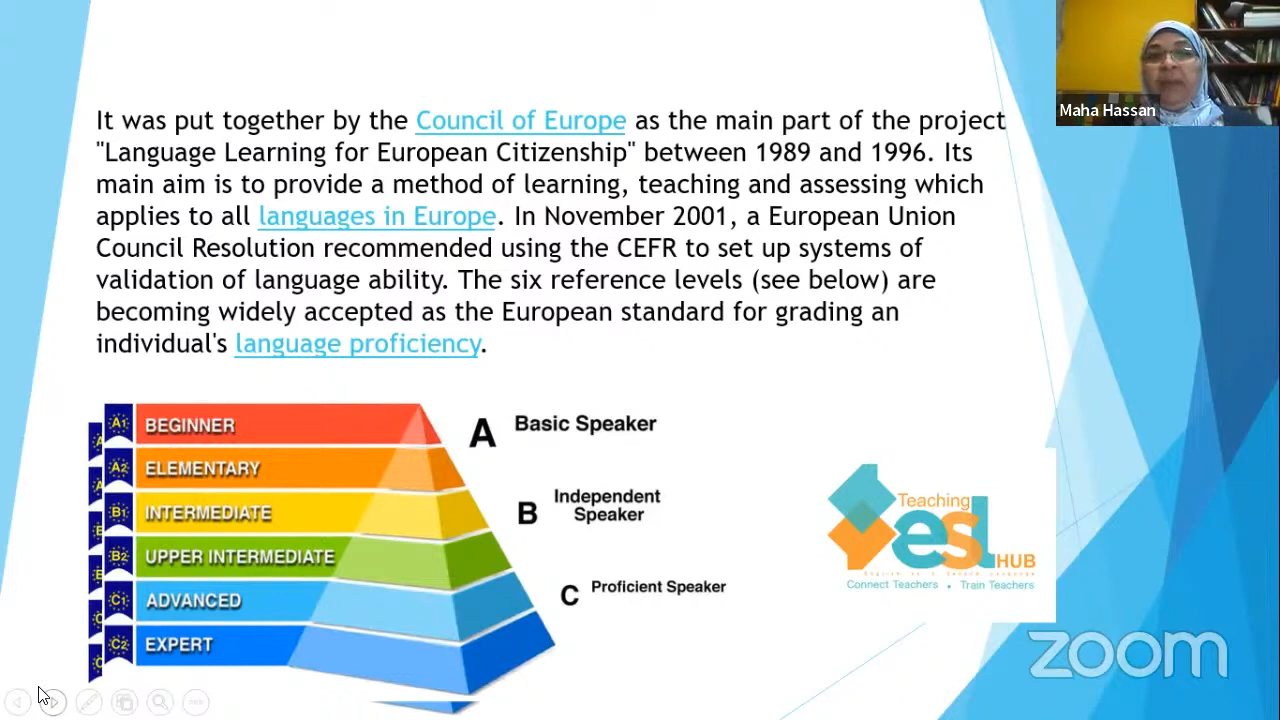 Maha Hassan
It was put together by the Council of Europe as the main part of the project
"Language Learning for European Citizenship" between 1989 and 1996. Its
main aim is to provide a method of learning, teaching and assessing which
applies to all languages in Europe. In November 2001, a European Union
Council Resolution recommended using the CEFR to set up systems of
validation of language ability. The six reference levels (see below) are
becoming widely accepted as the European standard for grading an
individual's language proficiency.
A1 BEGINNER
A2 ELEMENTARY
B1 INTERMEDIATE
B2 UPPER INTERMEDIATE
C1 ADVANCED
C2 EXPERT
A Basic Speaker
B Independent
Speaker
C Proficient Speaker
Teaching
esl
HUB
English as a Second Language
Connect Teachers . Train Teachers
zoom